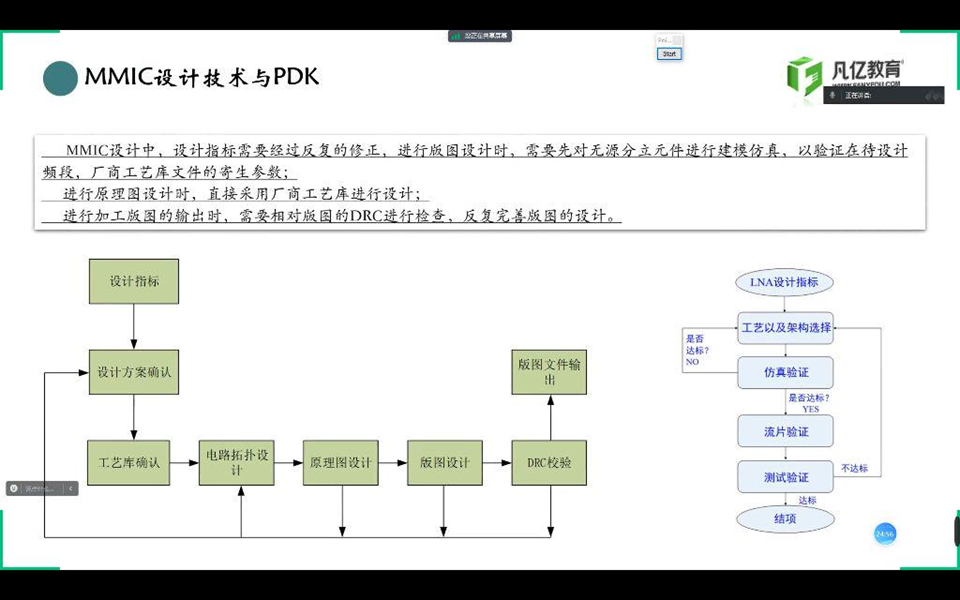 您正在共享屏幕
Start
MMIC设计技术与PDK
凡亿教育
WWW.FANYEDU.COM
正在讲话:
MMIC设计中，设计指标需要经过反复的修正，进行版图设计时，需要先对无源分立元件进行建模仿真，以验证在待设计
频段，厂商工艺库文件的寄生参数；
进行原理图设计时，直接采用厂商工艺库进行设计；
进行加工版图的输出时，需要相对版图的DRC进行检查，反复完善版图的设计。
设计指标
设计方案确认
工艺库确认
电路拓扑设
计
原理图设计
版图设计
DRC校验
版图文件输
出
LNA设计指标
工艺以及架构选择
是否
达标？
NO
仿真验证
是否达标？
YES
流片验证
测试验证
不达标
达标
结项
24:56